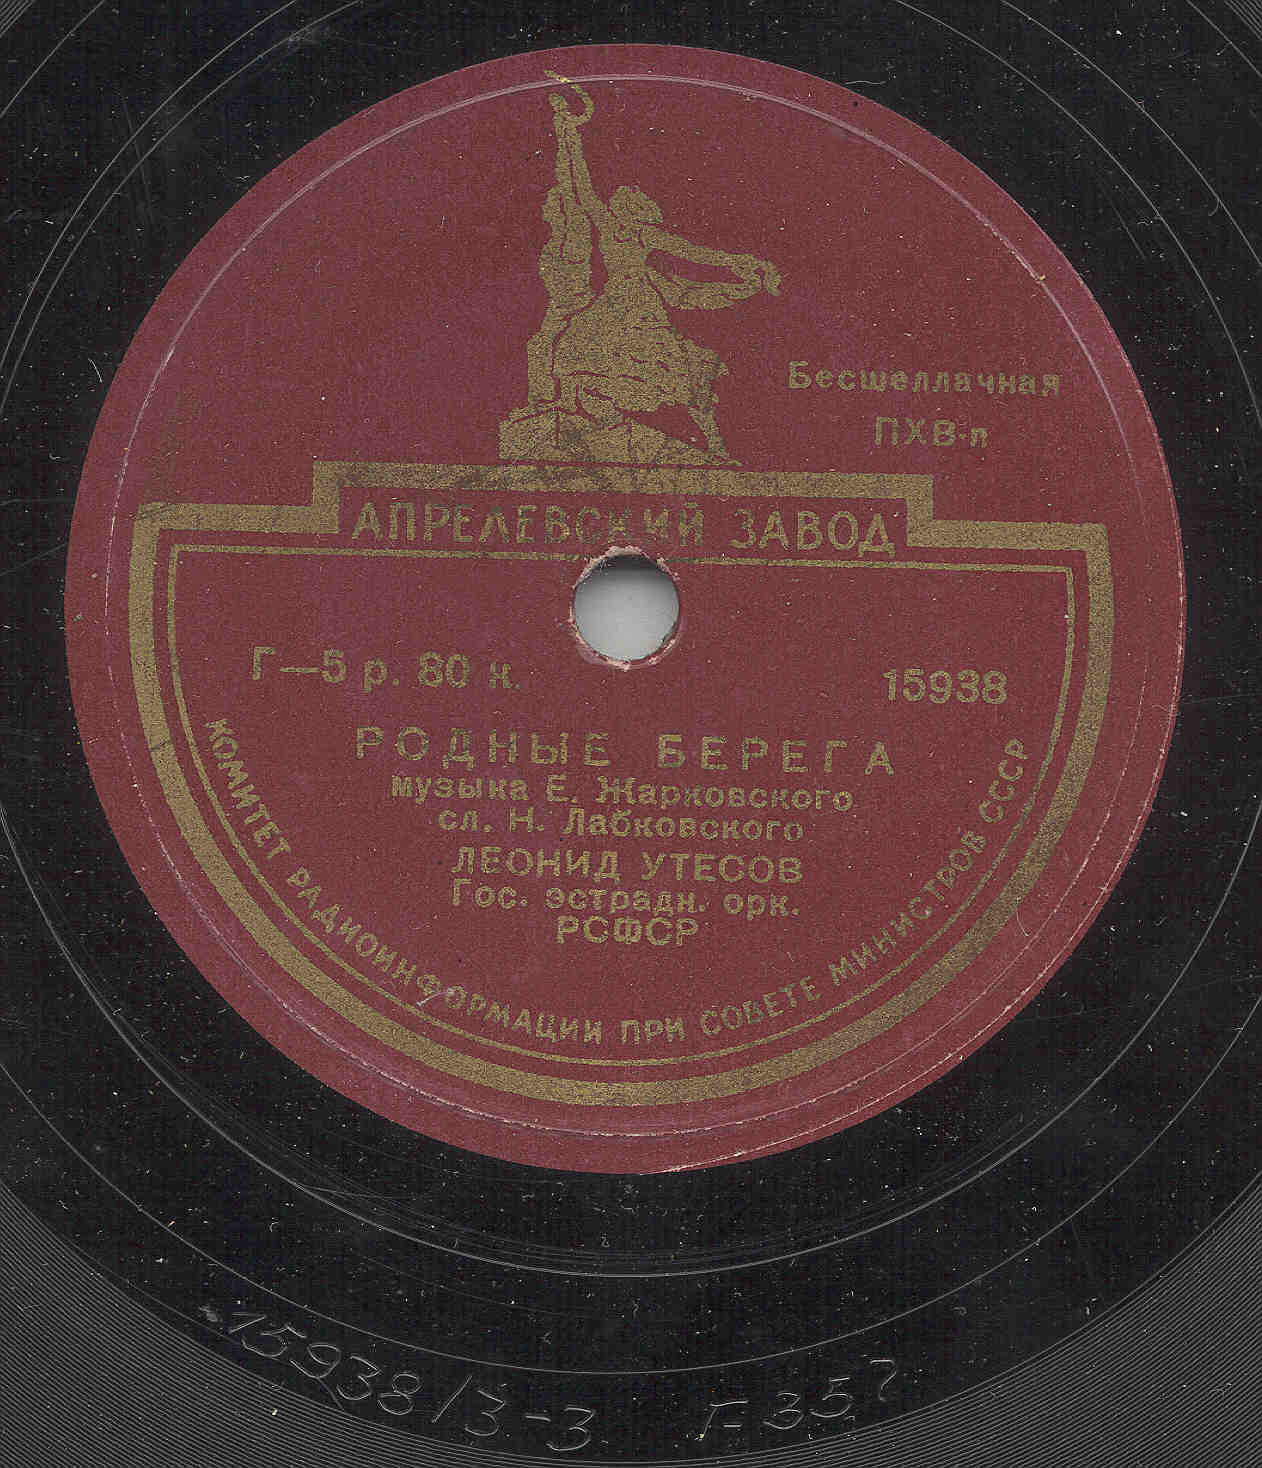 Бесшеллачная
ПХВ-п
АПРЕЛЕВСКИЙ ЗАВОД
Г—5 р. 80 к.
15938
РОДНЫЕ БЕРЕГА
музыка Е. Жарковского
сл. Н. Лабковского
ЛЕОНИД УТЕСОВ
Гос. эстрадн. орк.
РСФСР
КОМИТЕТ РАДИОИНФОРМАЦИИ ПРИ СОВЕТЕ МИНИСТРОВ СССР
15938/3-3